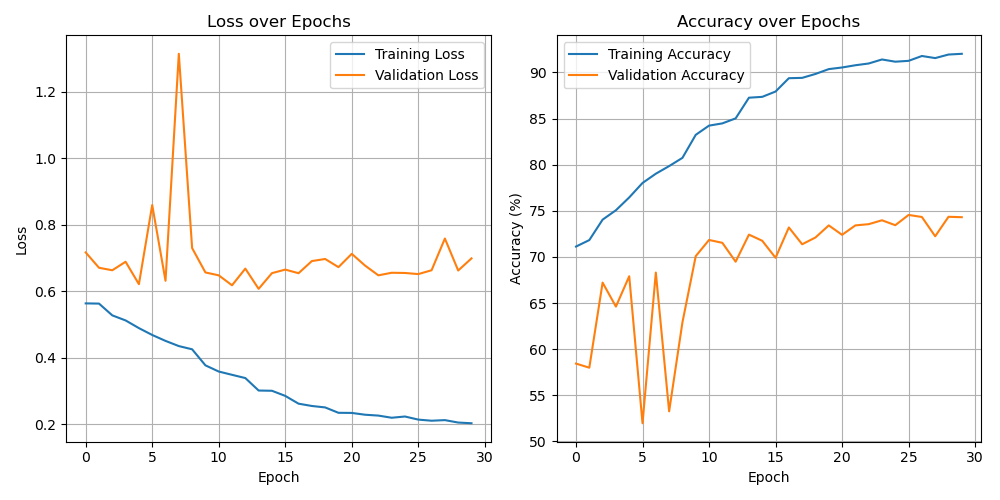 Loss over Epochs
Training Loss
Validation Loss
Loss
1.2
1.0
0.8
0.6
0.4
0.2
0 5 10 15 20 25 30
Epoch
Accuracy over Epochs
Training Accuracy
Validation Accuracy
Accuracy (%)
90
85
80
75
70
65
60
55
50
0 5 10 15 20 25 30
Epoch